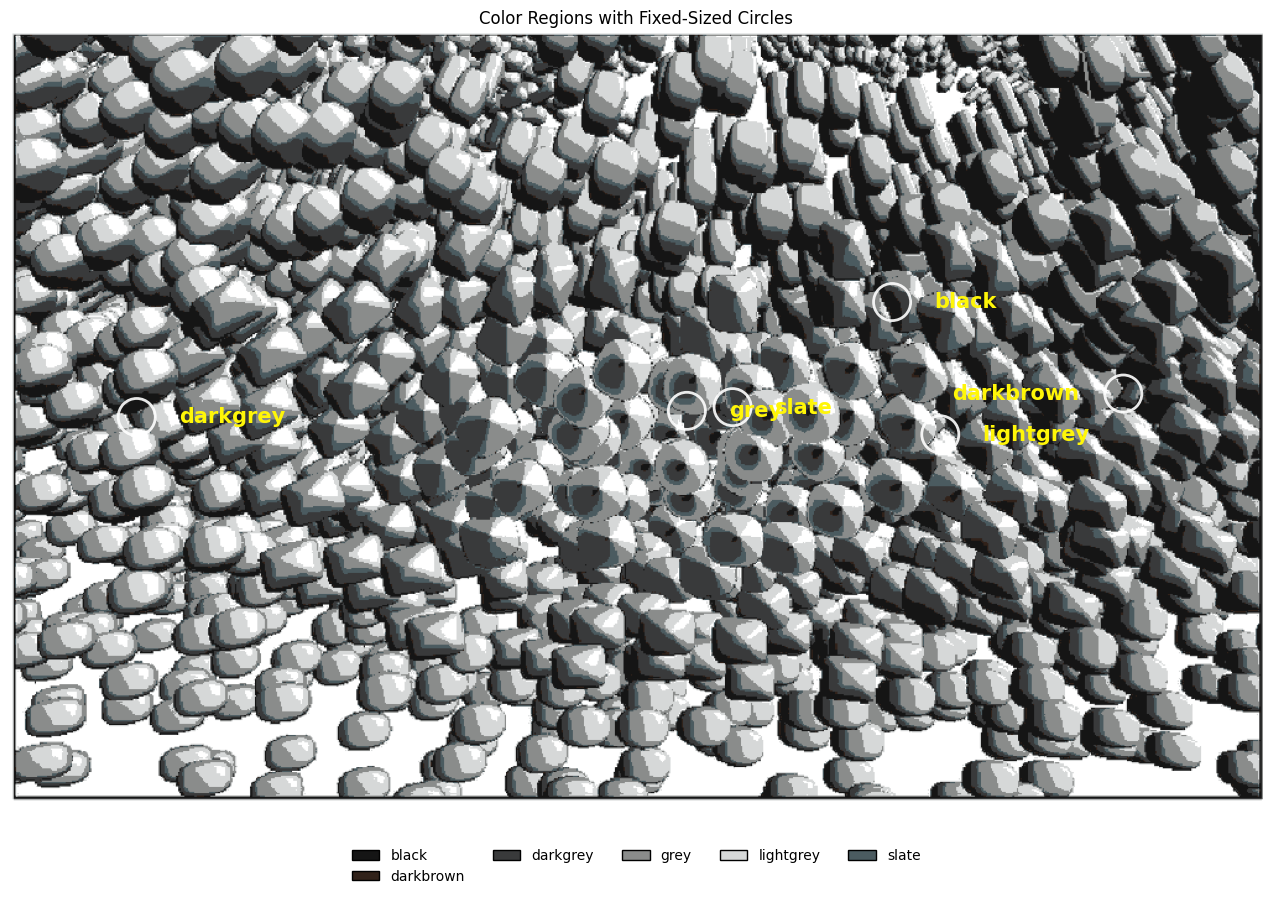 Color Regions with Fixed-Sized Circles
black
darkbrown
grey
slate
darkgrey
lightgrey
black
darkgrey
grey
lightgrey
slate
darkbrown